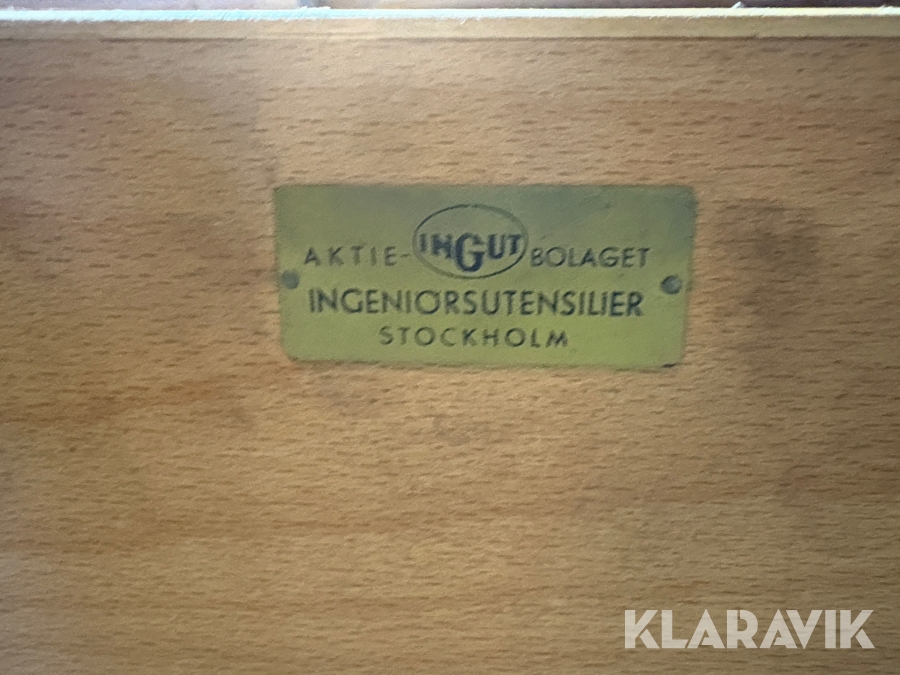 AKTIE- INGUT BOLAGET
INGENIÖRSUTENSILIER
STOCKHOLM
KLARAVIK